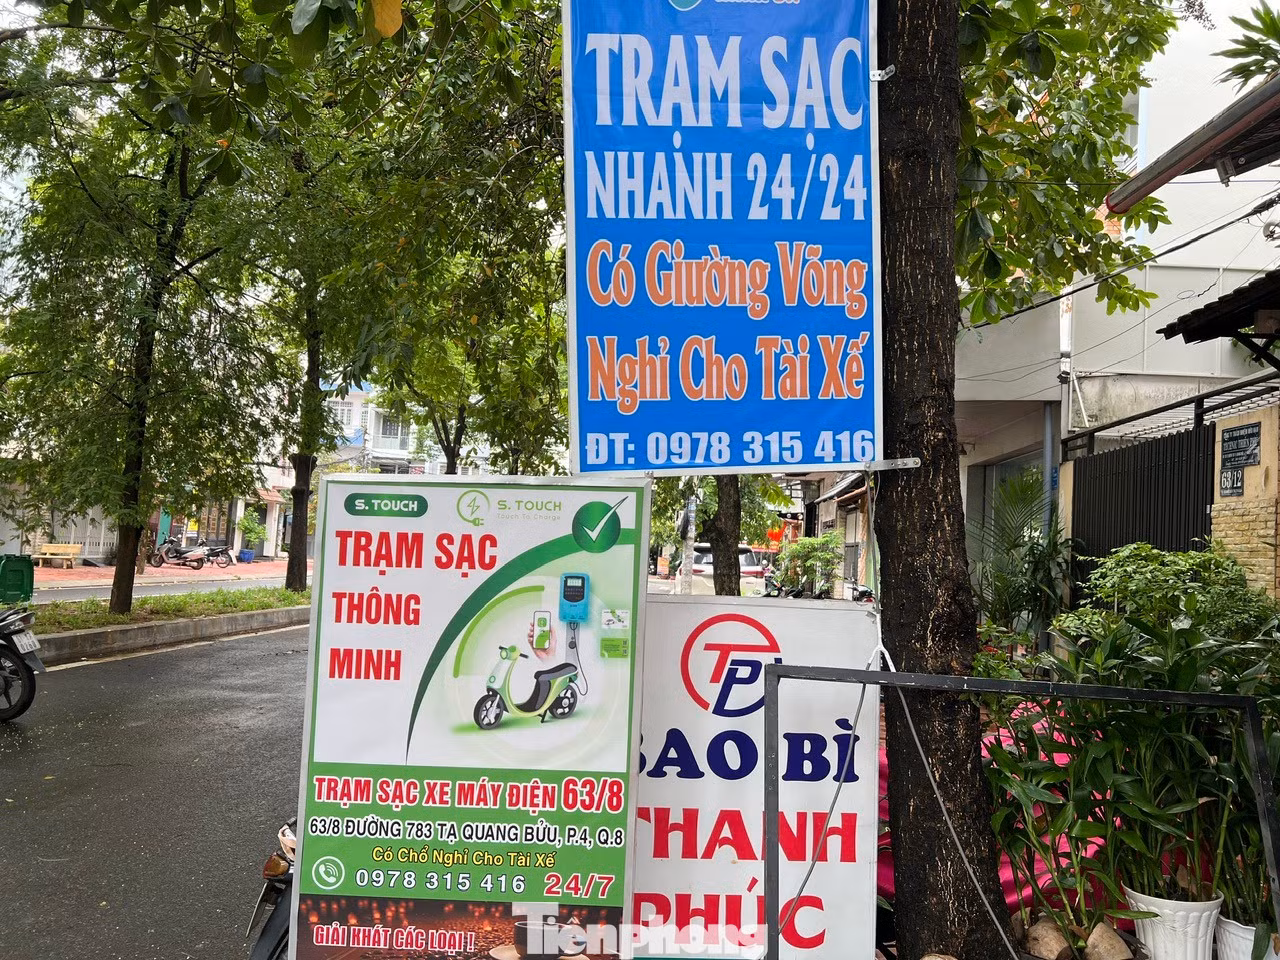 TRẠM SẠC
NHANH 24/24
Có Giường Võng
Nghỉ Cho Tài Xế
ĐT: 0978 315 416
S. TOUCH
S. TOUCH
Touch To Charge
TRẠM SẠC
THÔNG
MINH
TRẠM SẠC XE MÁY ĐIỆN 63/8
63/8 ĐƯỜNG 783 TẠ QUANG BỬU, P.4, Q.8
Có Chổ Nghỉ Cho Tài Xế
0978 315 416 24/7
GIẢI KHÁT CÁC LOẠI !
TP
BAO BÌ
THANH
PHÚC
63/12
Tiền phong